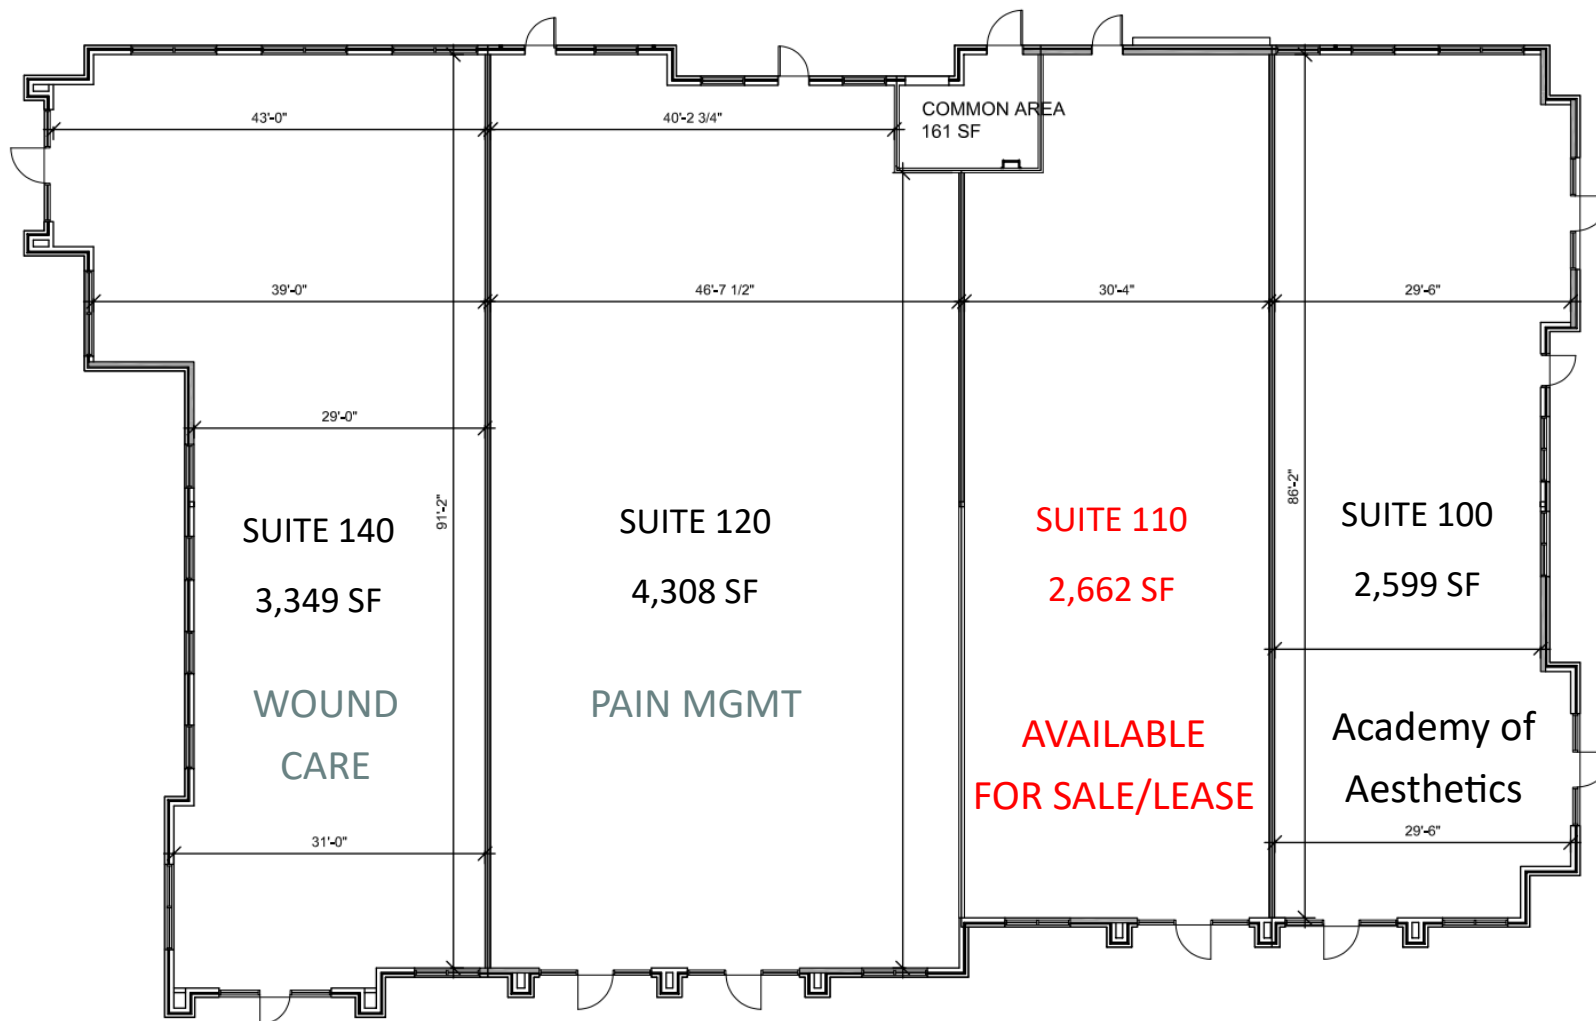 COMMON AREA
161 SF
43'-0"
40'-2 3/4"
39'-0"
46'-7 1/2"
30'-4"
29'-6"
29'-0"
91'-2"
86'-2"
SUITE 140
3,349 SF
WOUND
CARE
SUITE 120
4,308 SF
PAIN MGMT
SUITE 110
2,662 SF
AVAILABLE
FOR SALE/LEASE
SUITE 100
2,599 SF
Academy of
Aesthetics
31'-0"
29'-6"